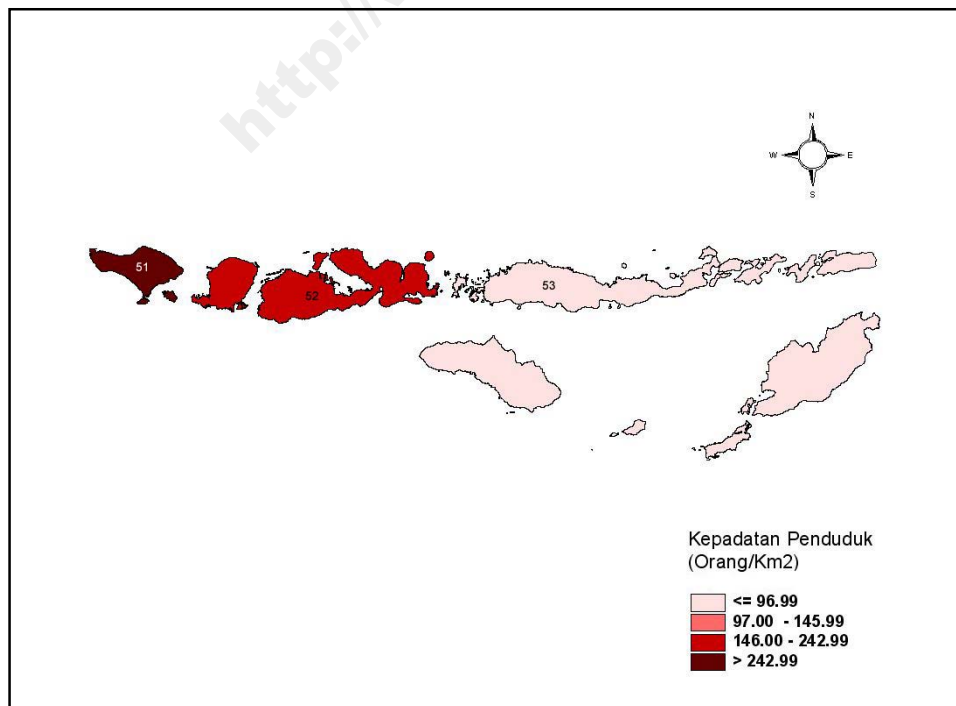 http://
N
W E
S
51
52
53
Kepadatan Penduduk
(Orang/Km2)
<= 96.99
97.00 - 145.99
146.00 - 242.99
> 242.99